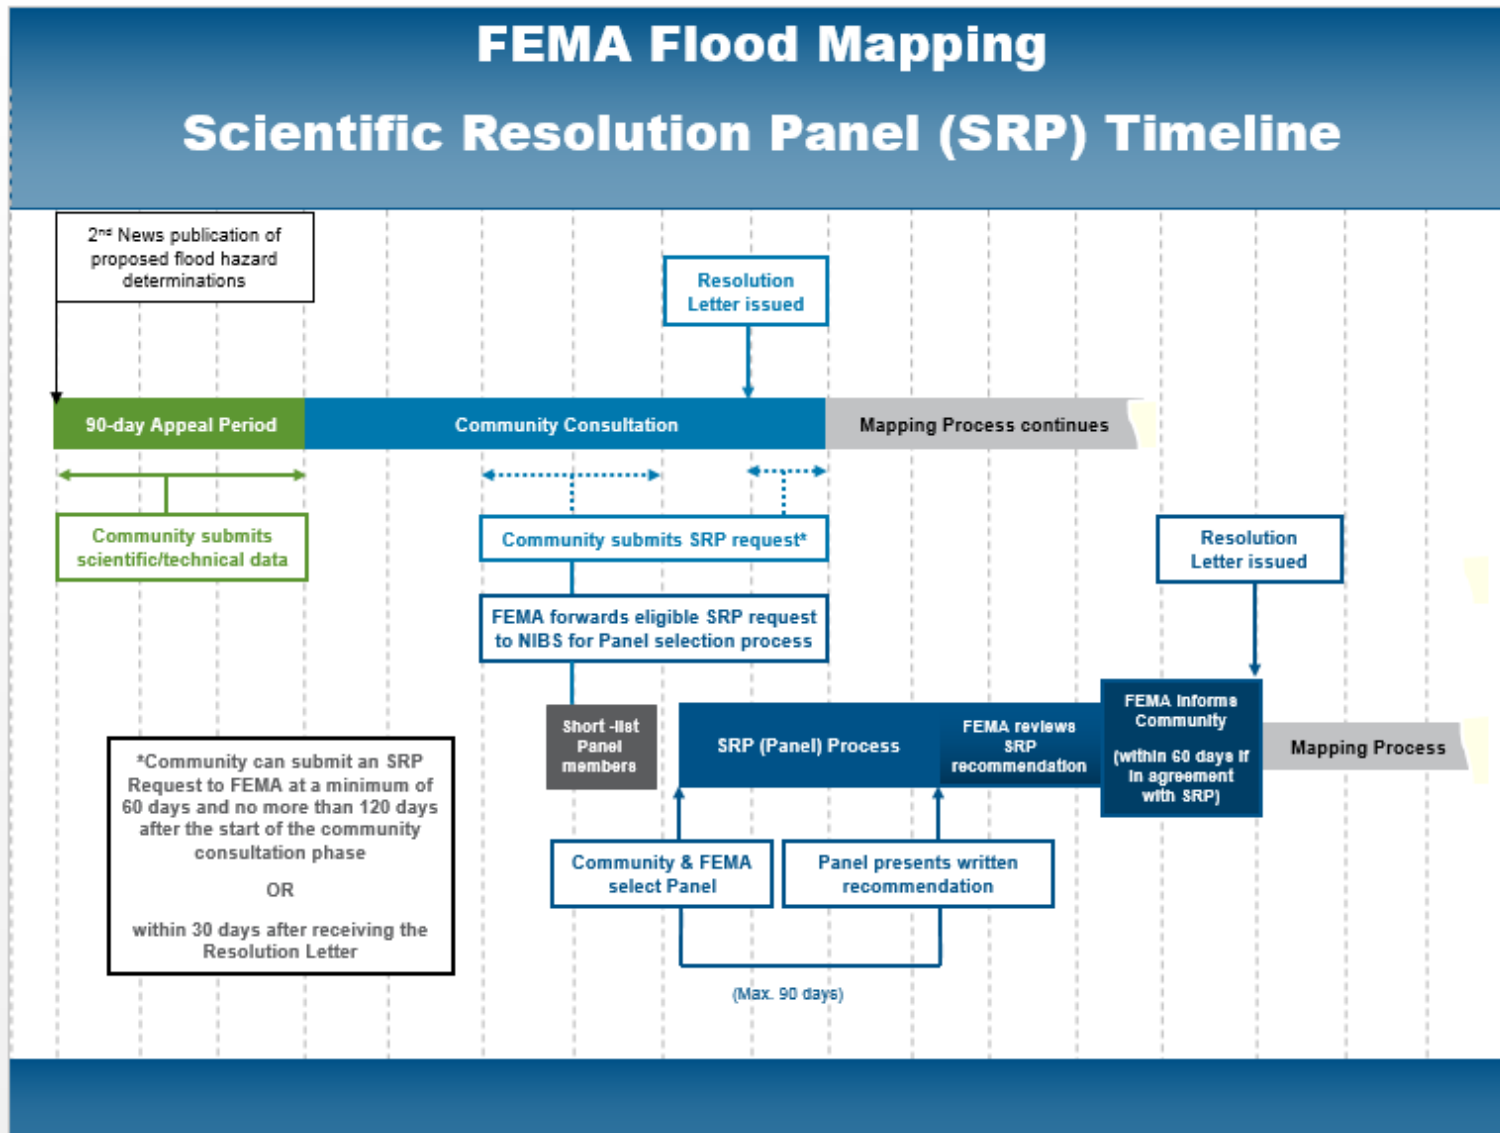 FEMA Flood Mapping
Scientific Resolution Panel (SRP) Timeline
2nd News publication of
proposed flood hazard
determinations
Resolution
Letter issued
90-day Appeal Period
Community Consultation
Mapping Process continues
Community submits
scientific/technical data
Community submits SRP request*
Resolution
Letter issued
FEMA forwards eligible SRP request
to NIBS for Panel selection process
Short -list
Panel
members
SRP (Panel) Process
FEMA reviews
SRP
recommendation
FEMA Informs
Community
(within 60 days if
in agreement
with SRP)
Mapping Process
*Community can submit an SRP
Request to FEMA at a minimum of
60 days and no more than 120 days
after the start of the community
consultation phase
OR
within 30 days after receiving the
Resolution Letter
Community & FEMA
select Panel
Panel presents written
recommendation
(Max. 90 days)